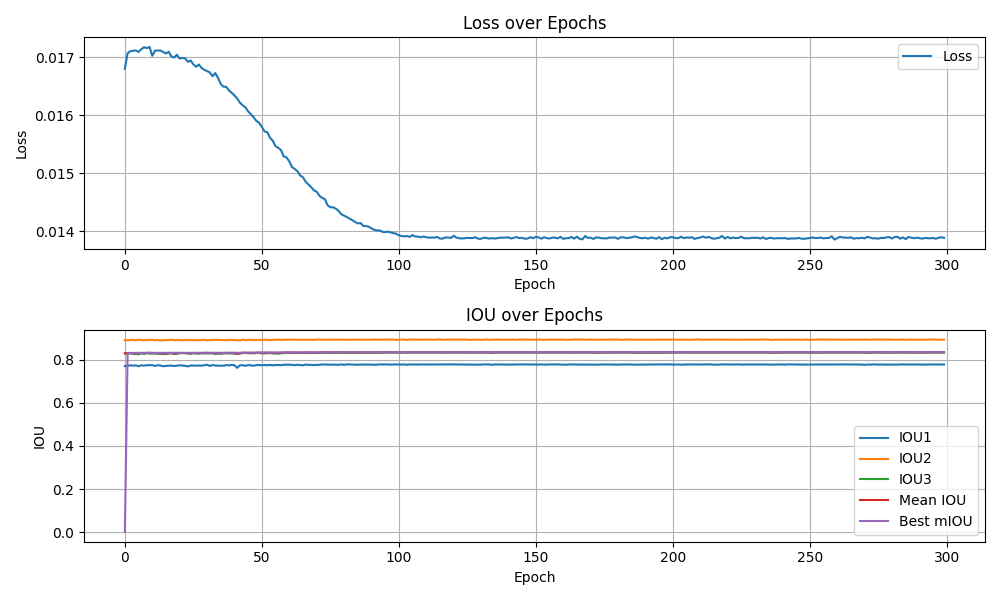 Loss over Epochs
0.017
0.016
0.015
0.014
Loss
Loss
0 50 100 150 200 250 300
Epoch
IOU over Epochs
0.8
0.6
0.4
0.2
0.0
IOU
IOU1
IOU2
IOU3
Mean IOU
Best mIOU
0 50 100 150 200 250 300
Epoch